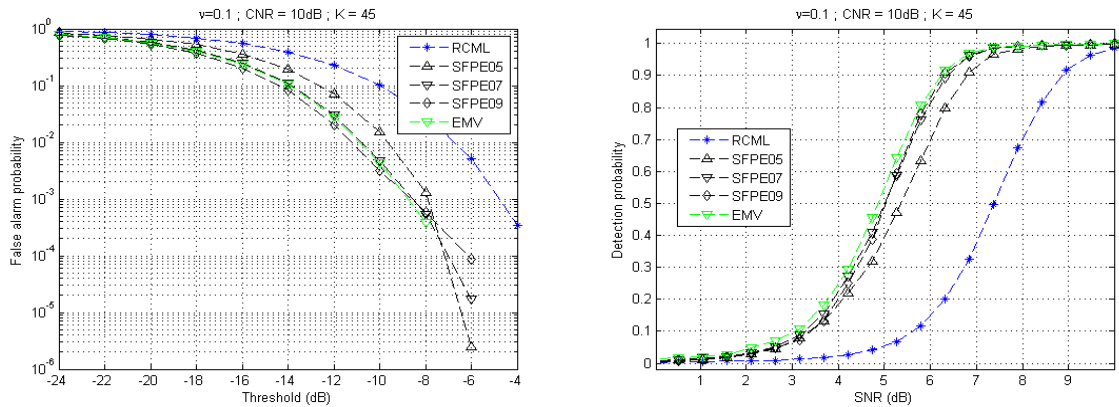 ν=0.1 ; CNR = 10dB ; K = 45
10^0
10^-1
10^-2
10^-3
10^-4
10^-5
10^-6
False alarm probability
RCML
SFPE05
SFPE07
SFPE09
EMV
-24
-22
-20
-18
-16
-14
-12
-10
-8
-6
-4
Threshold (dB)
ν=0.1 ; CNR = 10dB ; K = 45
1
0.9
0.8
0.7
0.6
0.5
0.4
0.3
0.2
0.1
0
Detection probability
RCML
SFPE05
SFPE07
SFPE09
EMV
1
2
3
4
5
6
7
8
9
SNR (dB)